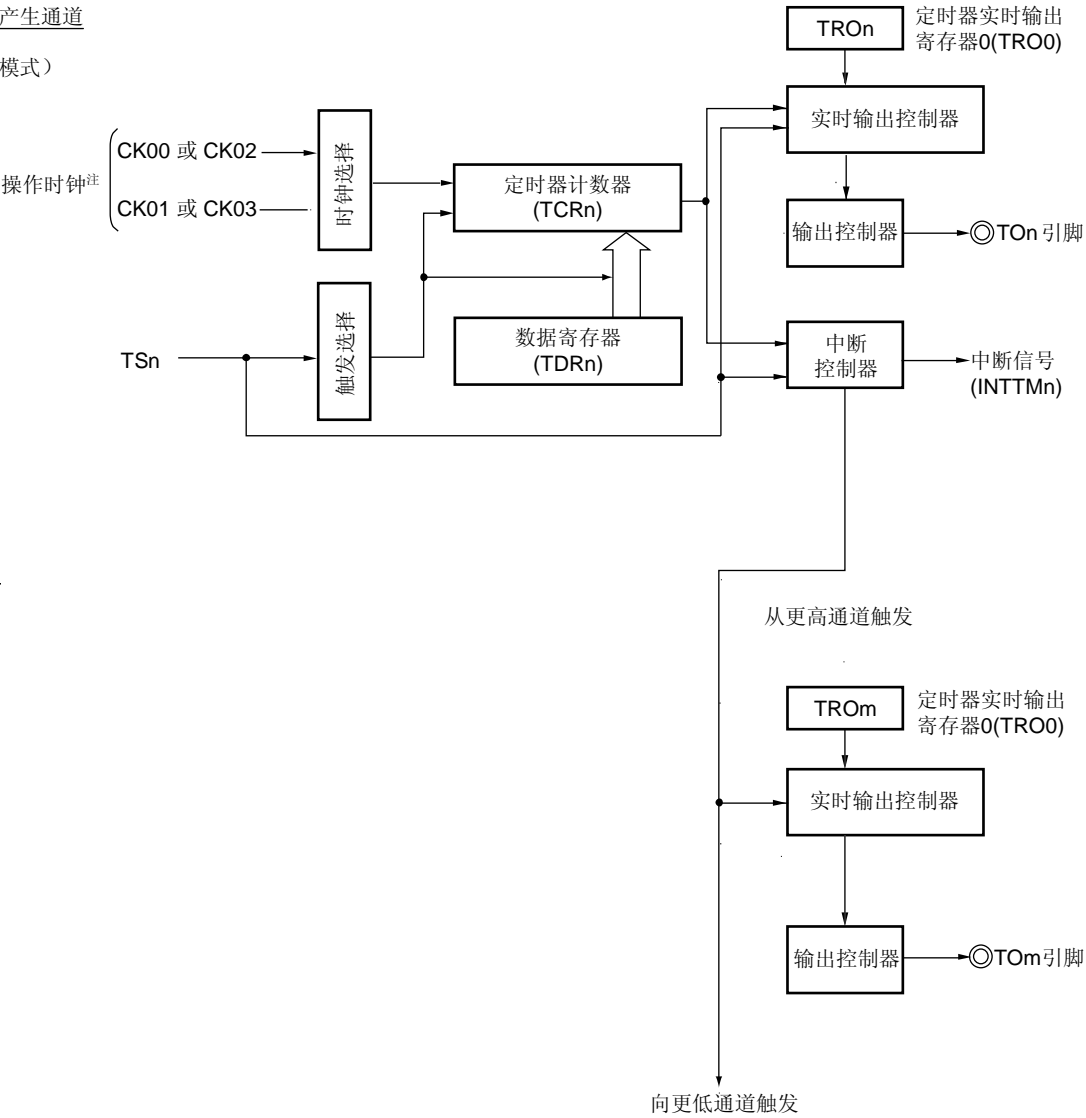 产生通道
模式）
TROn
定时器实时输出
寄存器0(TRO0)
实时输出控制器
操作时钟注
CK00 或 CK02
CK01 或 CK03
时钟选择
定时器计数器
(TCRn)
输出控制器
TOn 引脚
TSn
触发选择
数据寄存器
(TDRn)
中断
控制器
中断信号
(INTTMn)
从更高通道触发
TROm
定时器实时输出
寄存器0(TRO0)
实时输出控制器
输出控制器
TOm引脚
向更低通道触发